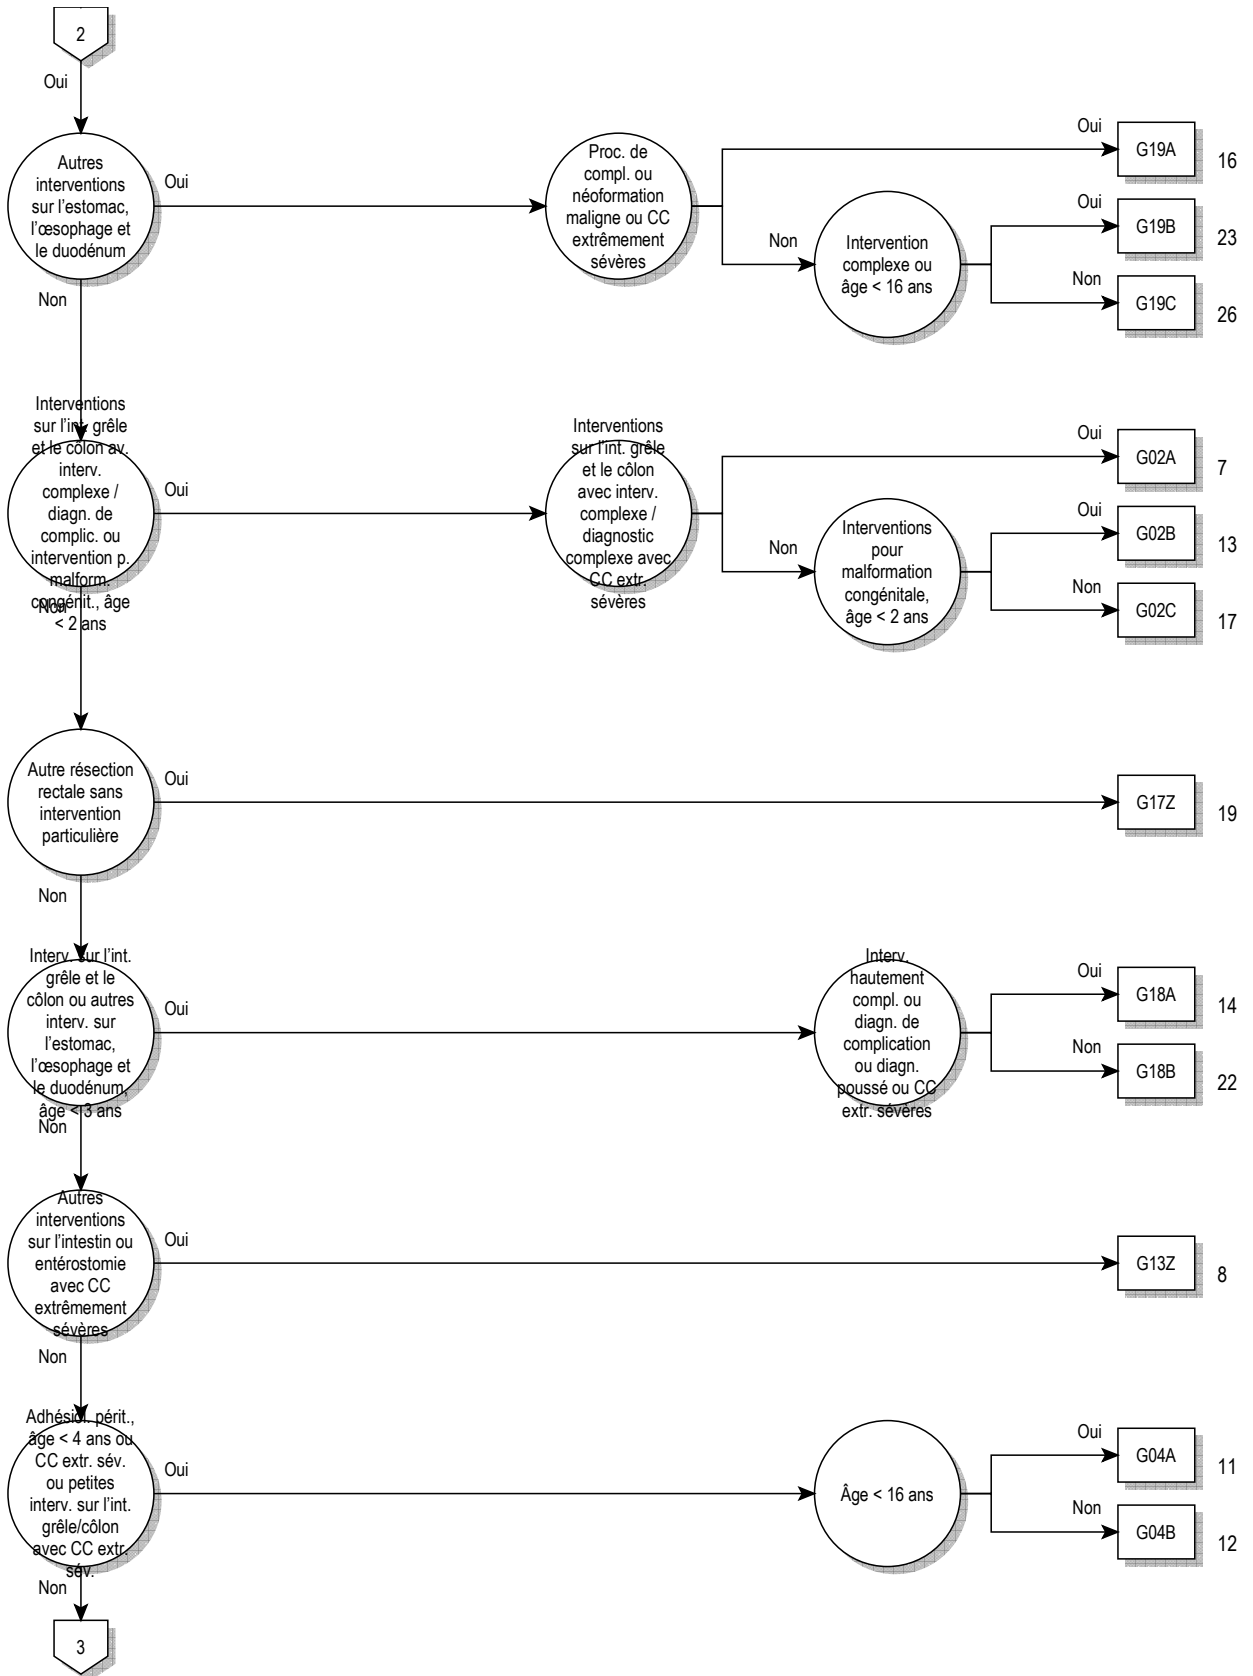 2
Oui
Autres
interventions
sur l'estomac,
l'œsophage et
le duodénum
Oui
Proc. de
compl. ou
néoformation
maligne ou CC
extrêmement
sévères
Oui
G19A
16
Non
Intervention
complexe ou
âge < 16 ans
Oui
G19B
23
Non
G19C
26
Non
Interventions
sur l'int. grêle
et le côlon av.
interv.
complexe /
diagn. de
complic. ou
intervention p.
malform.
congénit., âge
< 2 ans
Oui
Interventions
sur l'int. grêle
et le côlon
avec interv.
complexe /
diagnostic
complexe avec
CC extr.
sévères
Oui
G02A
7
Non
Interventions
pour
malformation
congénitale,
âge < 2 ans
Oui
G02B
13
Non
G02C
17
Non
Autre résection
rectale sans
intervention
particulière
Oui
G17Z
19
Non
Interv. sur l'int.
grêle et le
côlon ou autres
interv. sur
l'estomac,
l'œsophage et
le duodénum,
âge < 3 ans
Oui
Interv.
hautement
compl. ou
diagn. de
complication
ou diagn.
poussé ou CC
extr. sévères
Oui
G18A
14
Non
G18B
22
Non
Autres
interventions
sur l'intestin ou
entérostomie
avec CC
extrêmement
sévères
Oui
G13Z
8
Non
Adhésiol. périt.,
âge < 4 ans ou
CC extr. sév.
ou petites
interv. sur l'int.
grêle/côlon
avec CC extr.
sév.
Oui
Âge < 16 ans
Oui
G04A
11
Non
G04B
12
Non
3